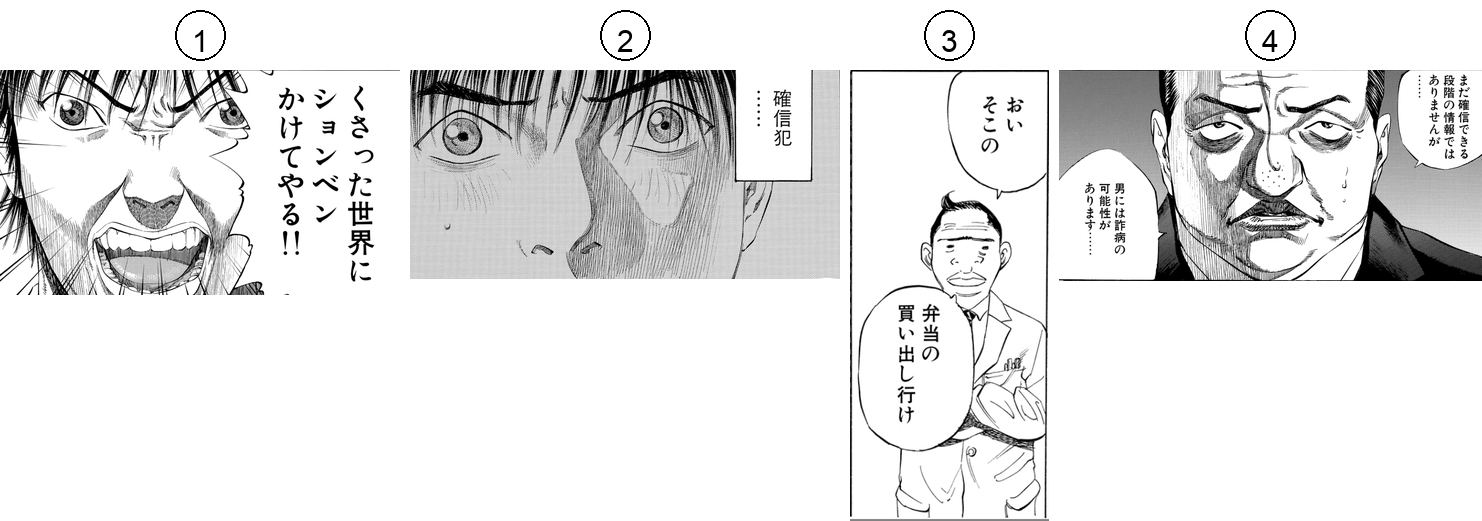 1
くさった世界に
ションベン
かけてやる!!
2
確信犯
……
3
おい
そこの
弁当の
買い出し行け
4
まだ確信できる
段階の情報では
ありませんが
……
男には詐病の
可能性が
あります……